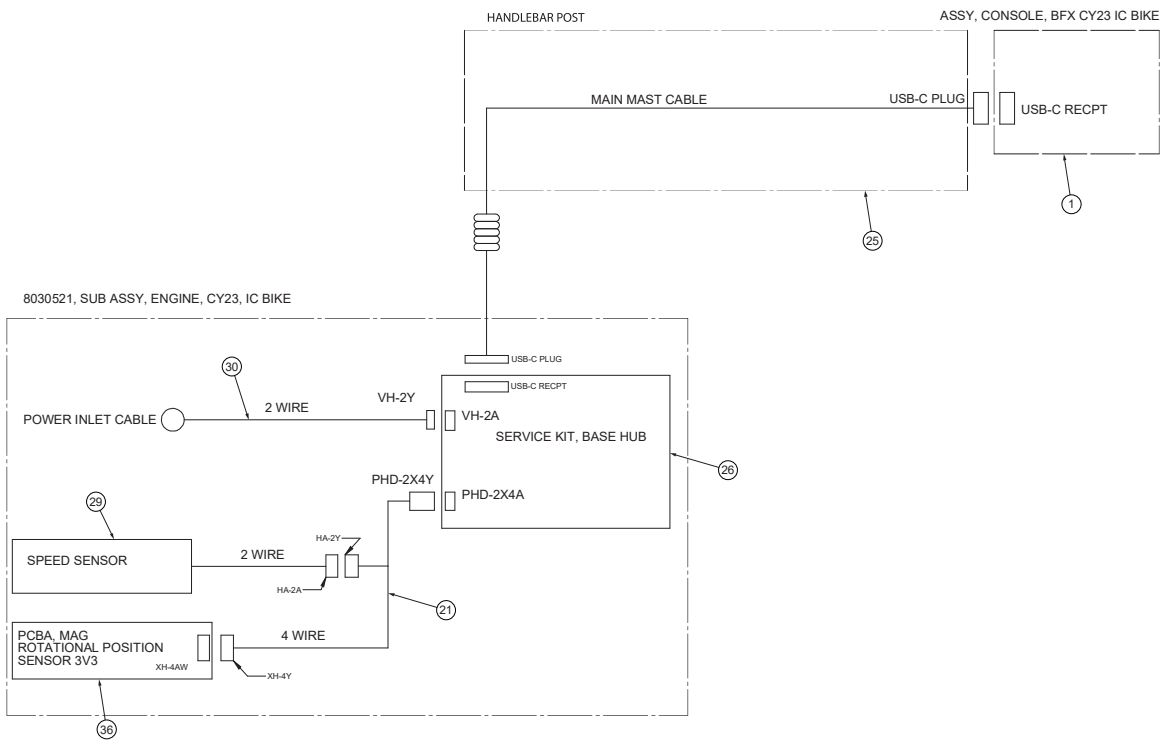 HANDLEBAR POST
ASSY, CONSOLE, BFX CY23 IC BIKE
MAIN MAST CABLE
USB-C PLUG
USB-C RECPT
1
25
8030521, SUB ASSY, ENGINE, CY23, IC BIKE
USB-C PLUG
30
USB-C RECPT
VH-2Y
2 WIRE
POWER INLET CABLE
VH-2A
SERVICE KIT, BASE HUB
26
PHD-2X4Y
PHD-2X4A
29
HA-2Y
SPEED SENSOR
2 WIRE
HA-2A
21
PCBA, MAG
ROTATIONAL POSITION
SENSOR 3V3
4 WIRE
XH-4AW
XH-4Y
36